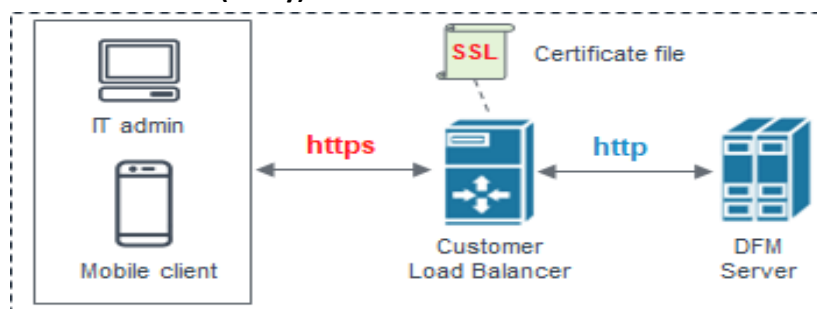 SSL
Certificate file
IT admin
https
http
Mobile client
Customer
Load Balancer
DFM
Server